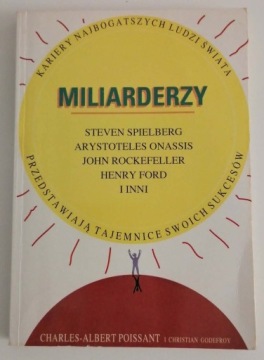 KARIERY NAJBOGATSZYCH LUDZI ŚWIATA
MILIARDERZY
STEVEN SPIELBERG
ARYSTOTELES ONASSIS
JOHN ROCKEFELLER
HENRY FORD
I INNI
PRZEDSTAWIAJĄ TAJEMNICE SWOICH SUKCESÓW
CHARLES-ALBERT POISSANT I CHRISTIAN GODEFROY